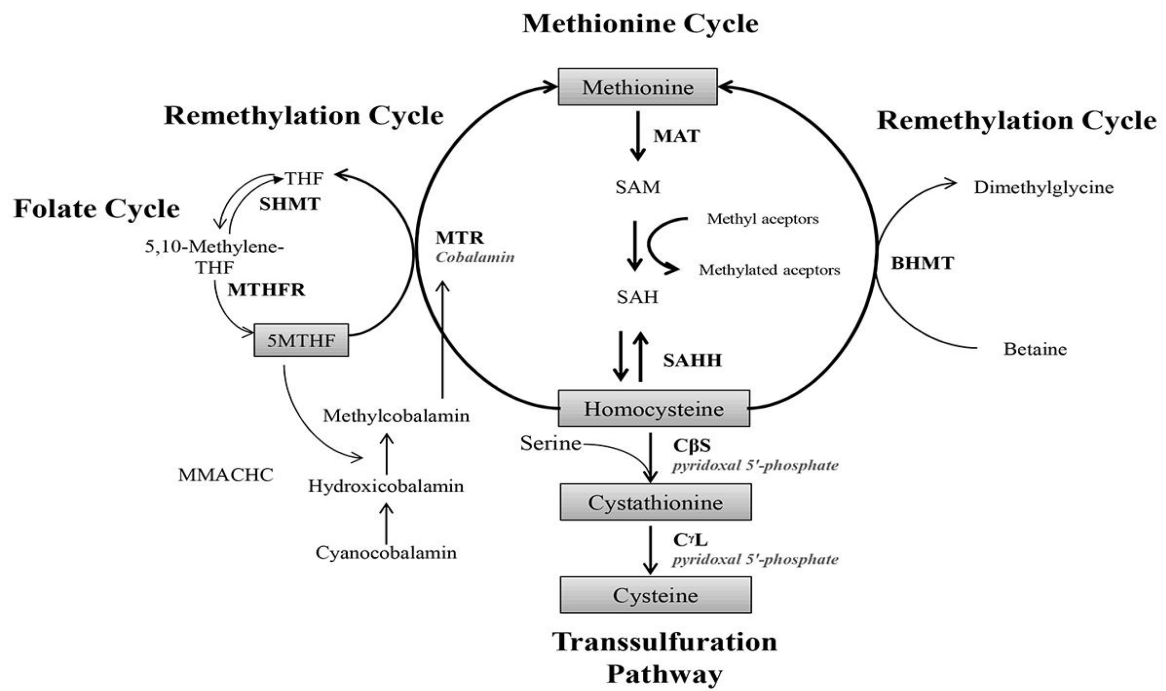 Methionine Cycle
Methionine
Remethylation Cycle
Remethylation Cycle
MAT
THF
SAM
Dimethylglycine
SHMT
Folate Cycle
Methyl aceptors
5,10-Methylene-
THF
MTR
Cobalamin
BHMT
Methylated aceptors
MTHFR
SAH
5MTHF
Betaine
SAHH
Homocysteine
Methylcobalamin
Serine
CβS
pyridoxal 5'-phosphate
MMACHC
Hydroxicobalamin
Cystathionine
Cyanocobalamin
CγL
pyridoxal 5'-phosphate
Cysteine
Transsulfuration
Pathway